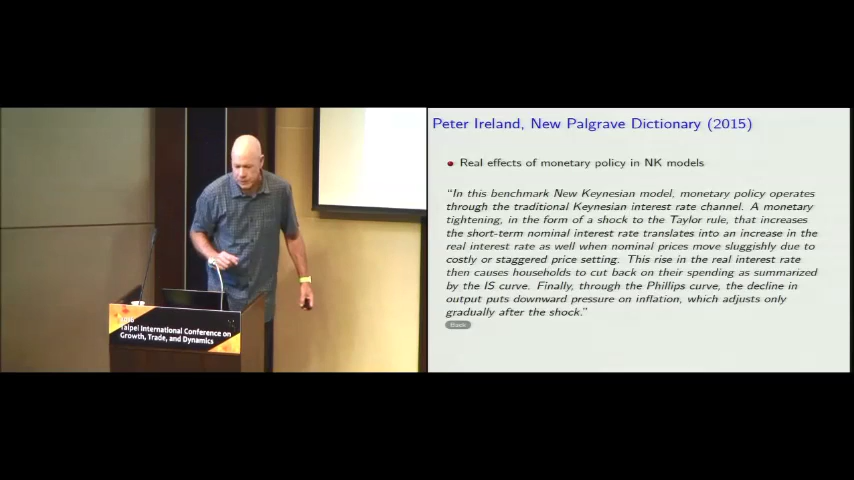 Taipei International Conference on
Growth, Trade, and Dynamics
Peter Ireland, New Palgrave Dictionary (2015)
Real effects of monetary policy in NK models
“In this benchmark New Keynesian model, monetary policy operates
through the traditional Keynesian interest rate channel. A monetary
tightening, in the form of a shock to the Taylor rule, that increases
the short-term nominal interest rate translates into an increase in the
real interest rate as well when nominal prices move sluggishly due to
costly or staggered price setting. This rise in the real interest rate
then causes households to cut back on their spending as summarized
by the IS curve. Finally, through the Phillips curve, the decline in
output puts downward pressure on inflation, which adjusts only
gradually after the shock.”
Back